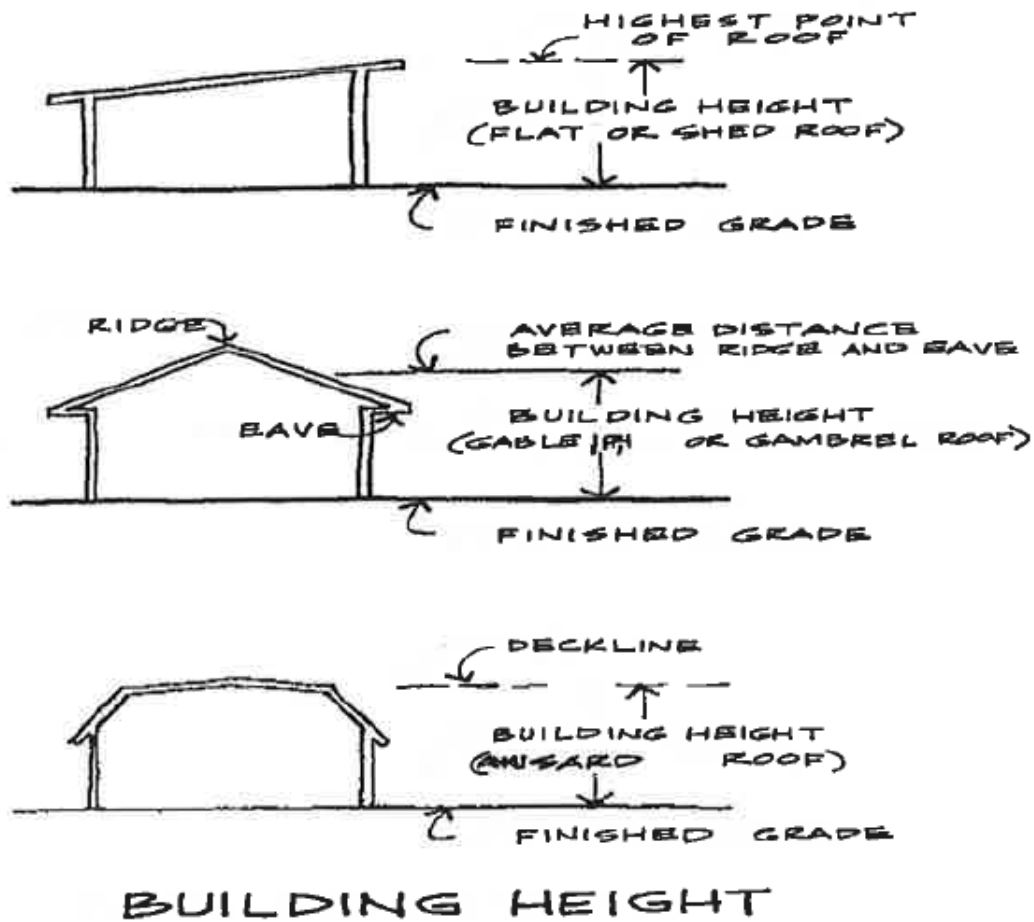 HIGHEST POINT
OF ROOF
BUILDING HEIGHT
(FLAT OR SHED ROOF)
FINISHED GRADE
RIDGE
AVERAGE DISTANCE
BETWEEN RIDGE AND EAVE
EAVE
BUILDING HEIGHT
(GABLE, OR GAMBREL ROOF)
FINISHED GRADE
DECKLINE
BUILDING HEIGHT
ROOF)
FINISHED GRADE
BUILDING HEIGHT